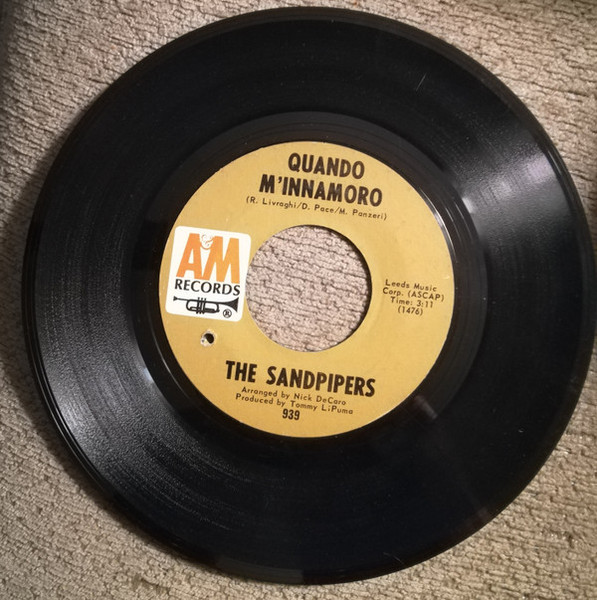 QUANDO
M'INNAMORO
(R. Livraghi/D. Pace/M. Panzeri)
A&M
RECORDS
®
Leeds Music
Corp. (ASCAP)
Time: 3:11
(1476)
THE SANDPIPERS
Arranged by Nick DeCaro
Produced by Tommy LiPuma
939